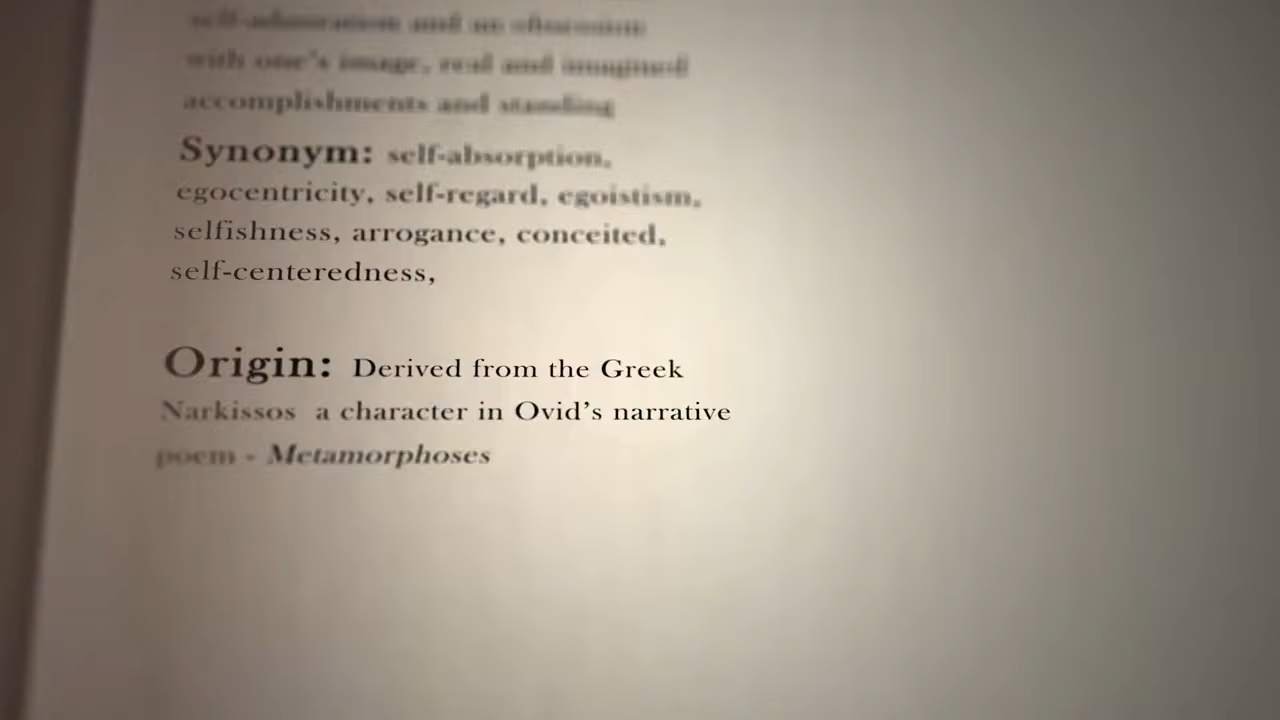 self-admiration and an obsession
with one's image, real and imagined
accomplishments and standing
Synonym: self-absorption,
egocentricity, self-regard, egoistism,
selfishness, arrogance, conceited,
self-centeredness,
Origin: Derived from the Greek
Narkissos a character in Ovid's narrative
poem - Metamorphoses